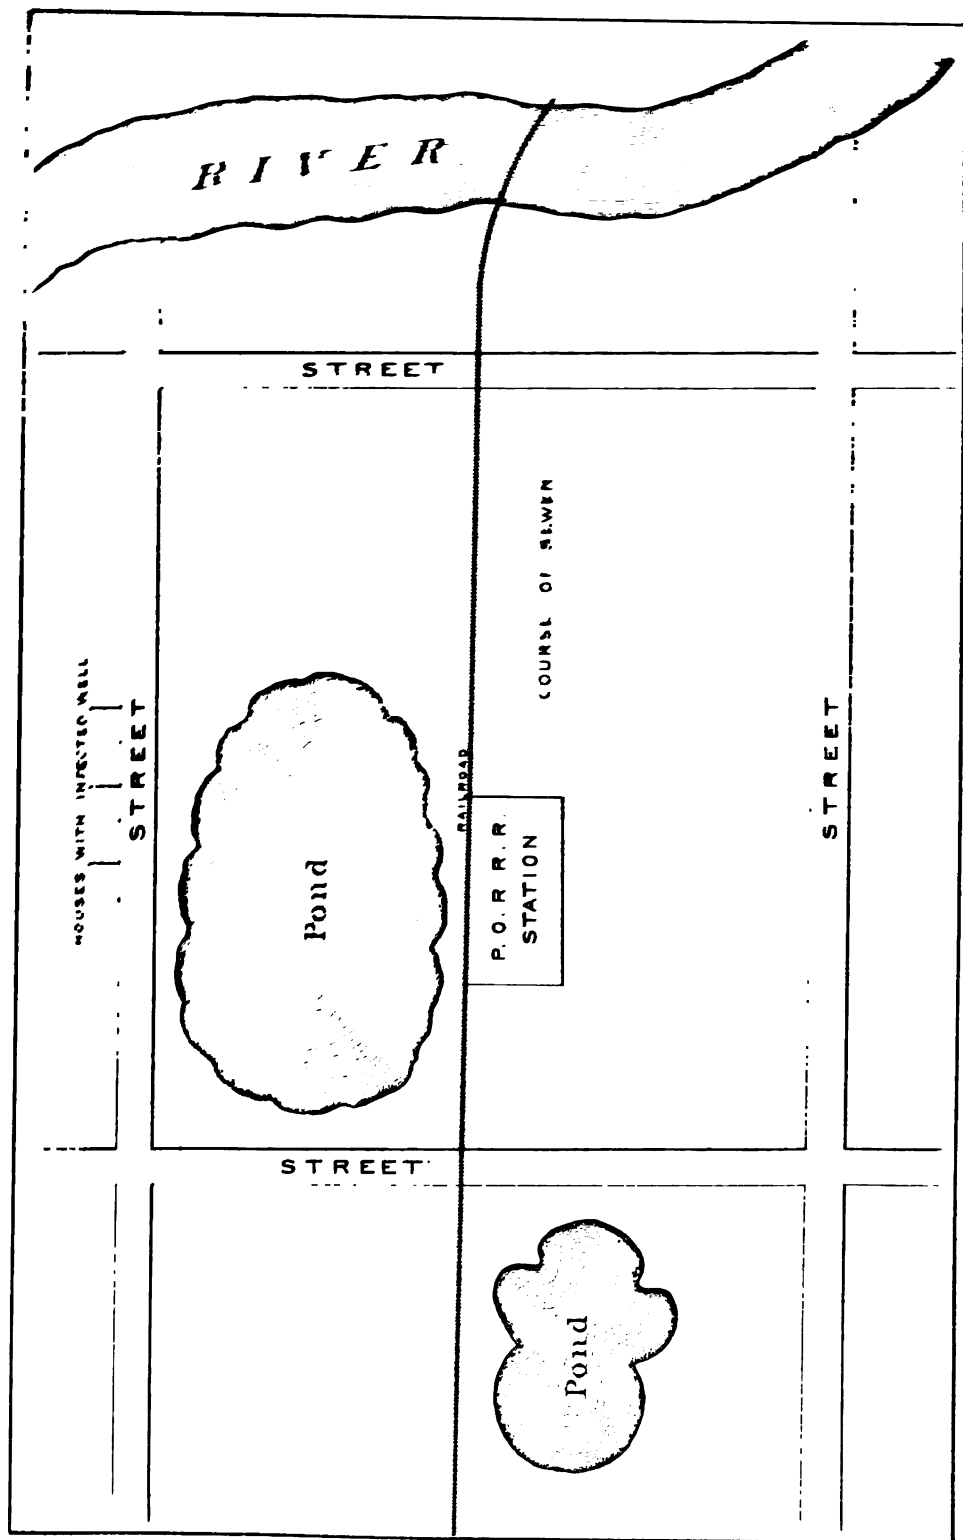 RIVER
STREET
COURSE OF SEWER
HOUSES WITH INFECTED WELL
STREET
STREET
RAILROAD
Pond
P. O. R R. R.
STATION
STREET
Pond